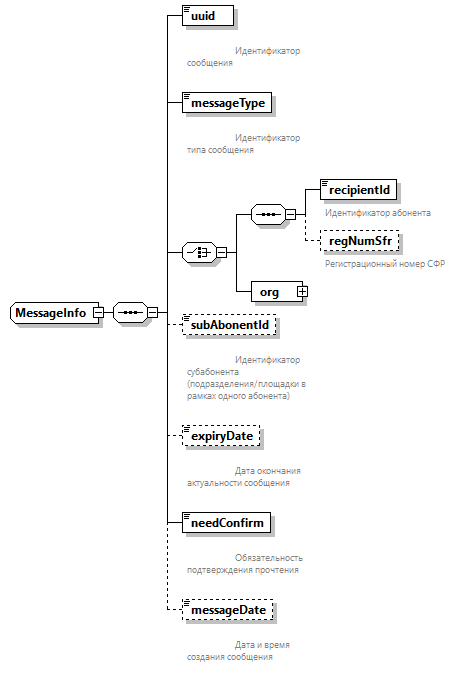 uuid
Идентификатор
сообщения
messageType
Идентификатор
типа сообщения
recipientId
Идентификатор абонента
regNumSfr
Регистрационный номер СФР
org
MessageInfo
subAbonentId
Идентификатор
субабонента
(подразделения/площадки в
рамках одного абонента)
expiryDate
Дата окончания
актуальности сообщения
needConfirm
Обязательность
подтверждения прочтения
messageDate
Дата и время
создания сообщения